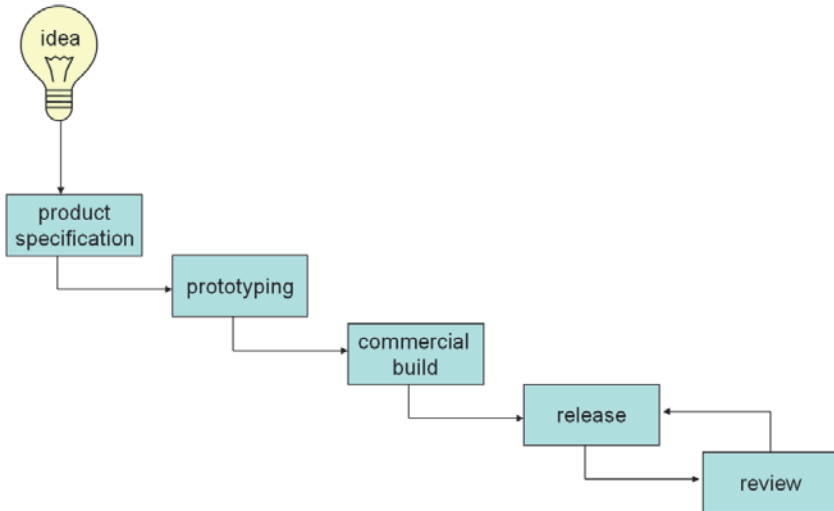 idea
product
specification
prototyping
commercial
build
release
review